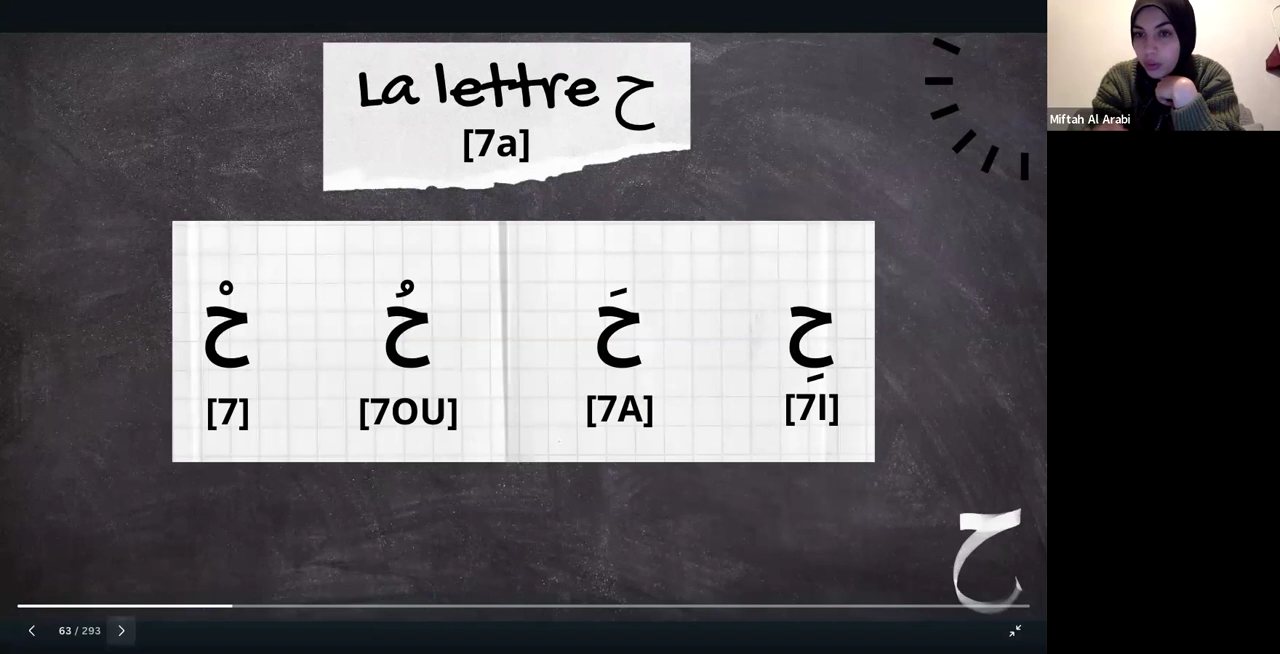 La lettre ح
[7a]
حْ حُ حَ حِ
[7] [7OU] [7A] [7I]
ح
63 / 293
Miftah Al Arabi